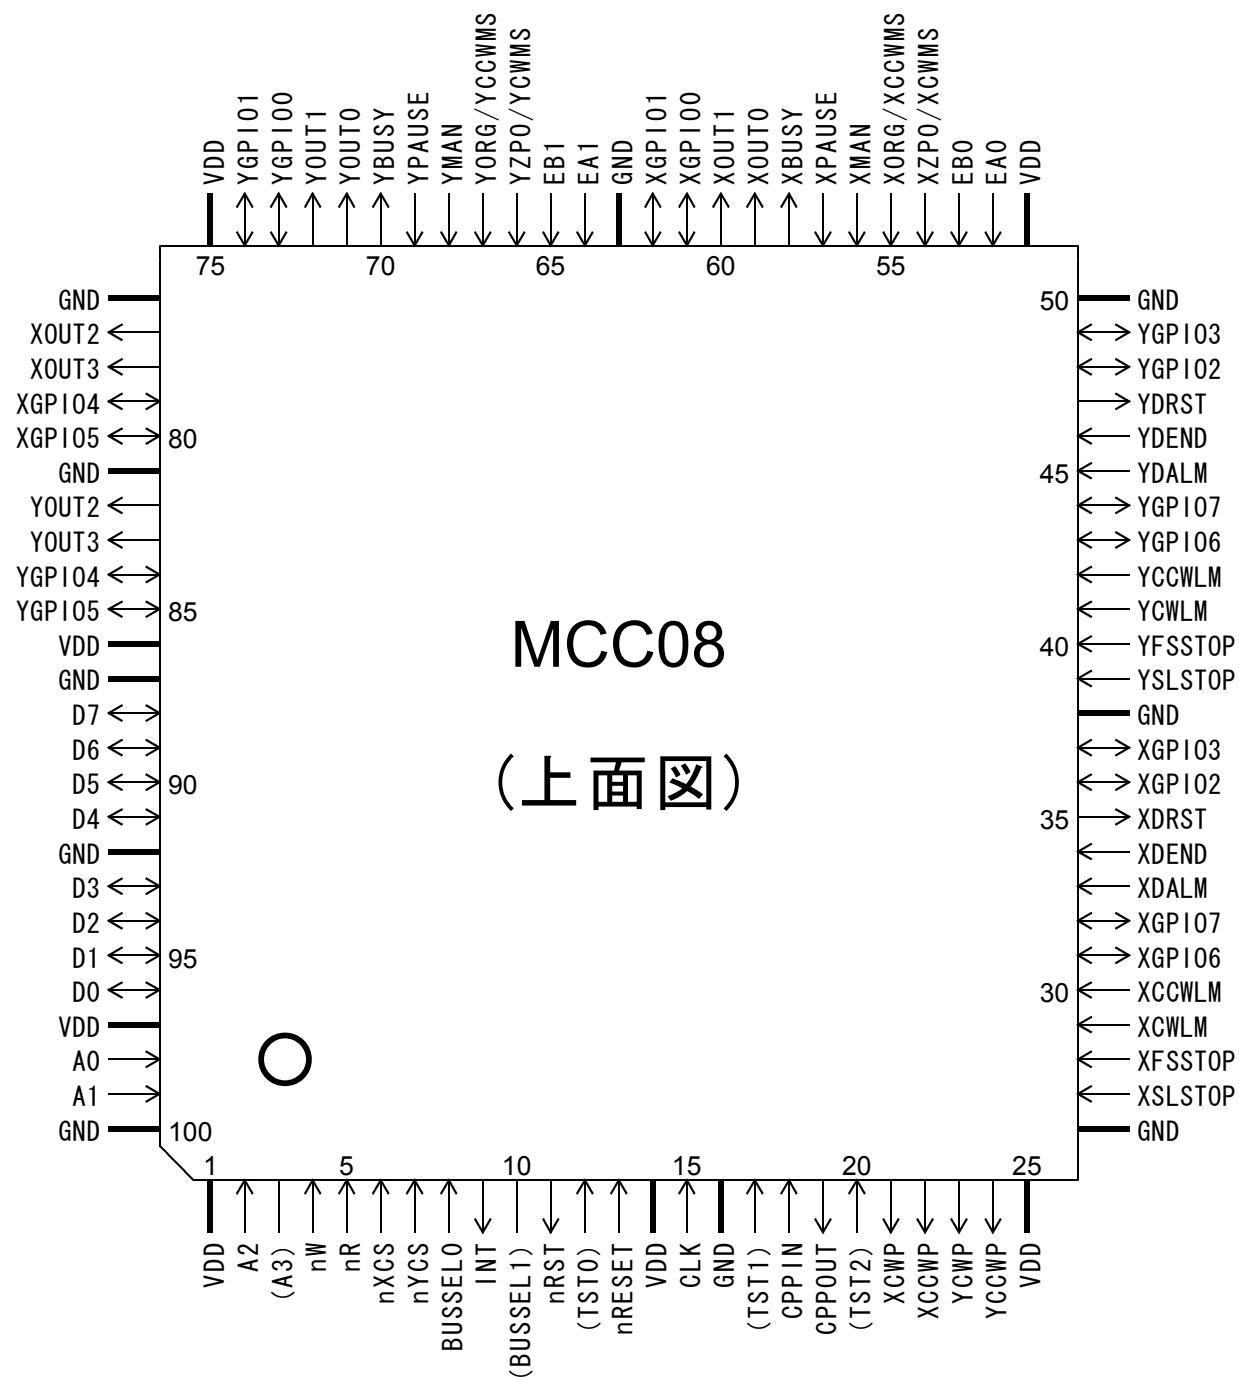 VDD
YGPIO1
YGPIO0
YOUT1
YOUT0
YBUSY
YPAUSE
YMAN
YORG/YCCWMS
YZPO/YCWMS
EB1
EA1
GND
XGPIO1
XGPIO0
XOUT1
XOUT0
XBUSY
XPAUSE
XMAN
XORG/XCCWMS
XZPO/XCWMS
EB0
EA0
VDD
75
70
65
60
55
GND
XOUT2
XOUT3
XGPIO4
XGPIO5
GND
YOUT2
YOUT3
YGPIO4
YGPIO5
VDD
GND
D7
D6
D5
D4
GND
D3
D2
D1
D0
VDD
A0
A1
GND
80
85
90
95
100
MCC08
(上面図)
50
45
40
35
30
GND
YGPIO3
YGPIO2
YDRST
YDEND
YDALM
YGPIO7
YGPIO6
YCCWLM
YCWLM
YFSSTOP
YSLSTOP
GND
XGPIO3
XGPIO2
XDRST
XDEND
XDALM
XGPIO7
XGPIO6
XCCWLM
XCWLM
XFSSTOP
XSLSTOP
GND
1
5
10
15
20
25
VDD
A2
(A3)
nW
nR
nXCS
nYCS
BUSSEL0
INT
(BUSSEL1)
nRST
(TST0)
nRESET
VDD
CLK
GND
(TST1)
CPPIN
CPPOUT
(TST2)
XCWP
XCCWP
YCWP
YCCWP
VDD